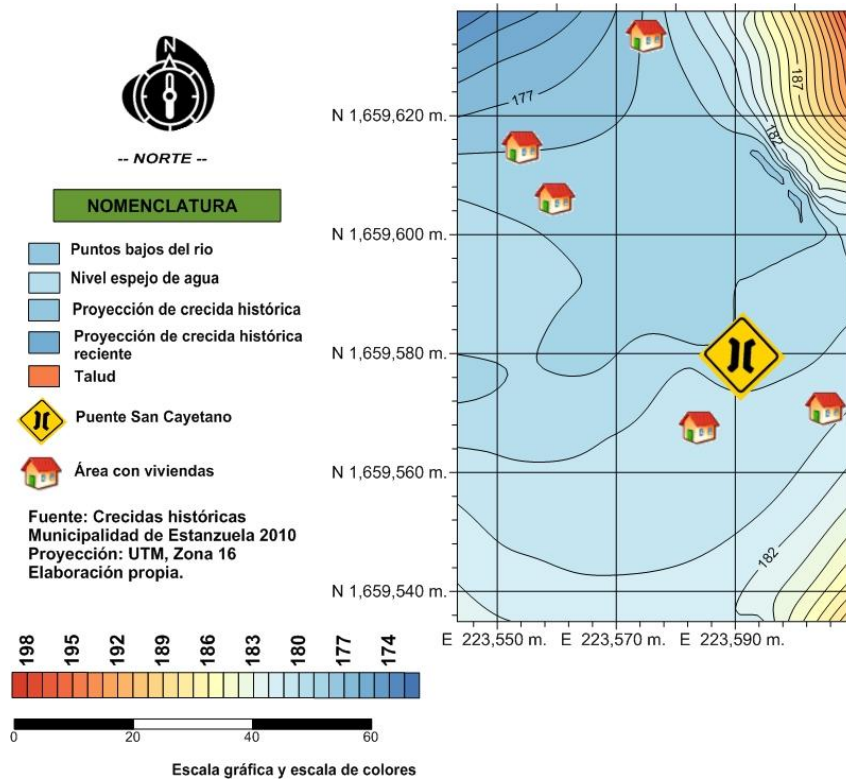 N
-- NORTE --
NOMENCLATURA
Puntos bajos del rio
Nivel espejo de agua
Proyección de crecida histórica
Proyección de crecida histórica
reciente
Talud
Puente San Cayetano
Área con viviendas
Fuente: Crecidas históricas
Municipalidad de Estanzuela 2010
Proyección: UTM, Zona 16
Elaboración propia.
198 195 192 189 186 183 180 177 174
0 20 40 60
Escala gráfica y escala de colores
N 1,659,620 m.
N 1,659,600 m.
N 1,659,580 m.
N 1,659,560 m.
N 1,659,540 m.
E 223,550 m. E 223,570 m. E 223,590 m.
177
187
182
182